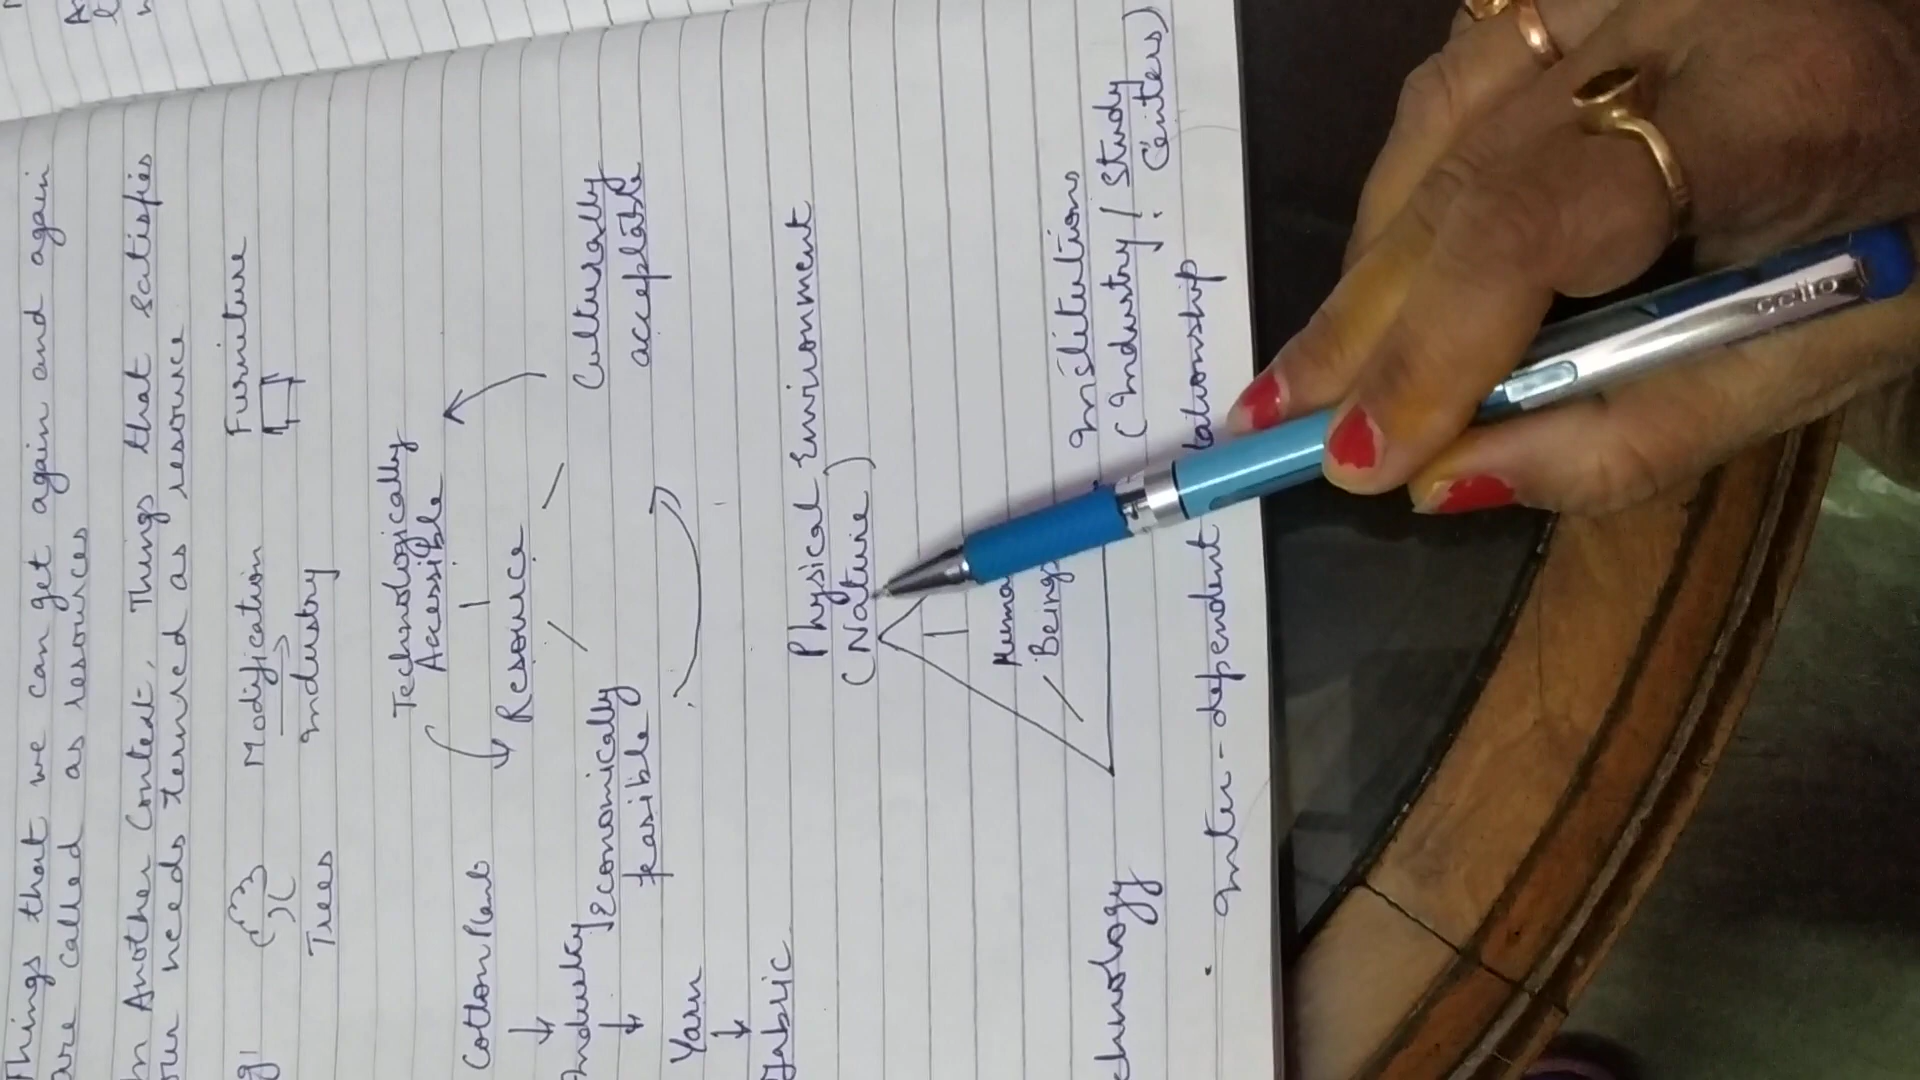 Things that we can get again and again
are called as resources
In Another Context, Things that satisfies
our needs termed as resource
Modification
Furniture
Trees
Industry
Technologically
Accessible
Cotton Plant
Resource
Industry
Economically
feasible
Culturally
acceptable
Yarn
Fabric
Physical Environment
(Nature)
Human
Beings
Institutions
chnology
(Industry / Study
Centers)
Inter-dependent lationship
cello